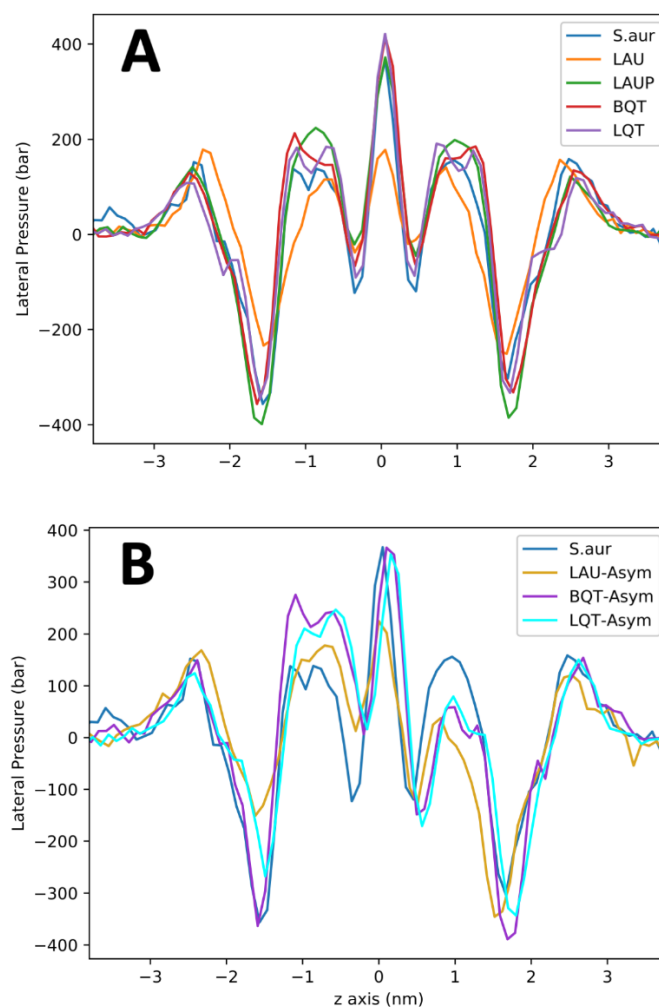 A
S.aur
LAU
LAUP
BQT
LQT
Lateral Pressure (bar)
400
200
0
−200
−400
−3
−2
−1
0
1
2
3
B
S.aur
LAU-Asym
BQT-Asym
LQT-Asym
Lateral Pressure (bar)
400
300
200
100
0
−100
−200
−300
−400
−3
−2
−1
0
1
2
3
z axis (nm)